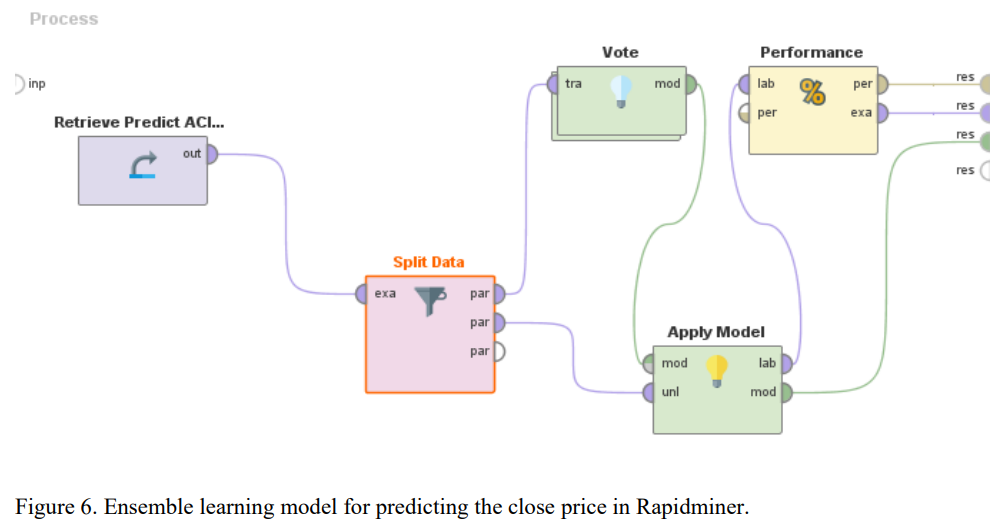 Process
inp
Retrieve Predict ACI...
out
Split Data
exa
par
par
par
Vote
tra
mod
Performance
lab
per
%
per
exa
Apply Model
mod
lab
unl
mod
res
res
res
res
Figure 6. Ensemble learning model for predicting the close price in Rapidminer.